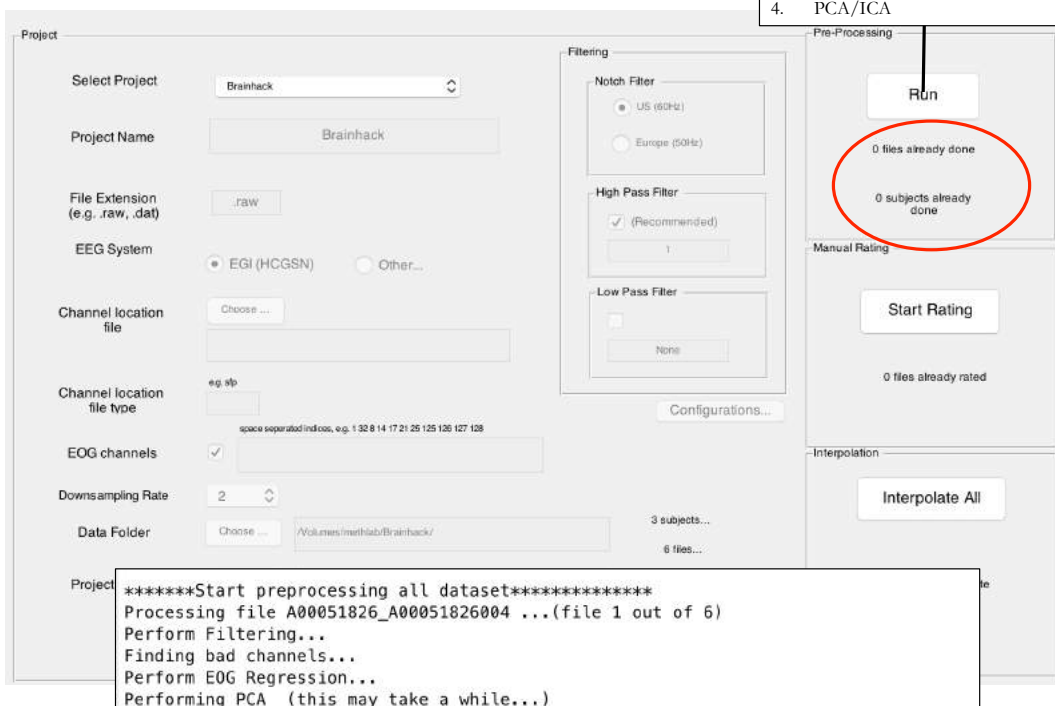 4. PCA/ICA
Project
Select Project
Brainhack
Project Name
Brainhack
File Extension
(e.g. .raw, .dat)
.raw
EEG System
EGI (HCGSN)
Other...
Channel location
file
Choose ...
Channel location
file type
e.g. sfp
EOG channels
space seperated indices, e.g. 1 32 8 14 17 21 25 125 126 127 128
Downsampling Rate
2
Data Folder
Choose ...
/Volumes/methlab/Brainhack/
3 subjects...
6 files...
Project
Filtering
Notch Filter
US (60Hz)
Europe (50Hz)
High Pass Filter
(Recommended)
1
Low Pass Filter
None
Configurations...
Pre-Processing
Run
0 files already done
0 subjects already
done
Manual Rating
Start Rating
0 files already rated
Interpolation
Interpolate All
*******Start preprocessing all dataset**************
Processing file A00051826_A00051826004 ...(file 1 out of 6)
Perform Filtering...
Finding bad channels...
Perform EOG Regression...
Performing PCA (this may take a while...)